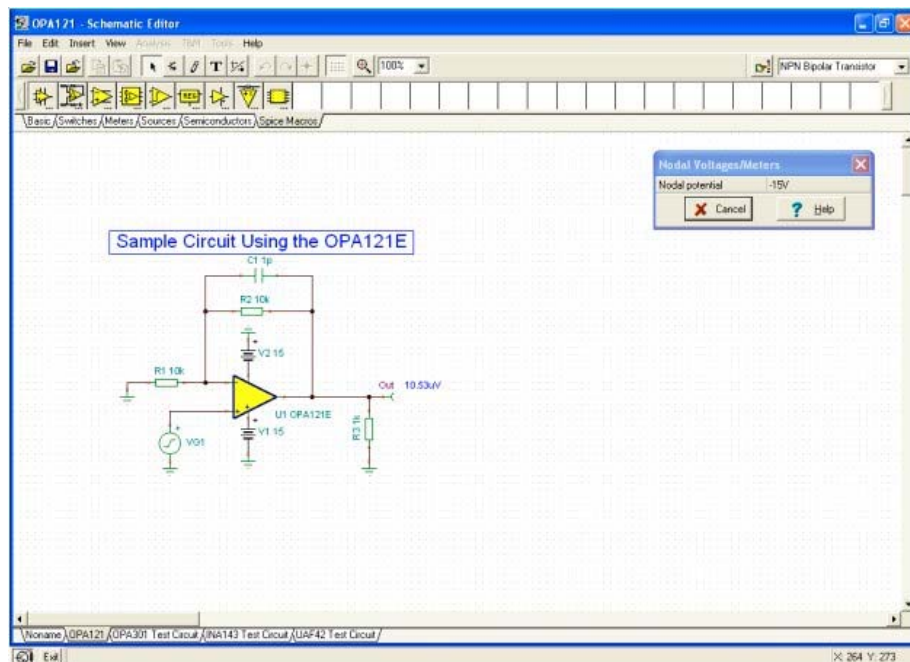 OPA121 - Schematic Editor
File Edit Insert View Analysis T&M Tools Help
100%
NPN Bipolar Transistor
Basic Switches Meters Sources Semiconductors Spice Macros
Nodal Voltages/Meters
Nodal potential -15V
Cancel
? Help
Sample Circuit Using the OPA121E
C1 1p
R2 10k
+
V2 15
R1 10k
Out 10.53uV
U1 OPA121E
+
VG1
+
V1 15
R3 1k
Noname OPA121 OPA301 Test Circuit INA143 Test Circuit UAF42 Test Circuit
Exit
X: 264 Y: 273